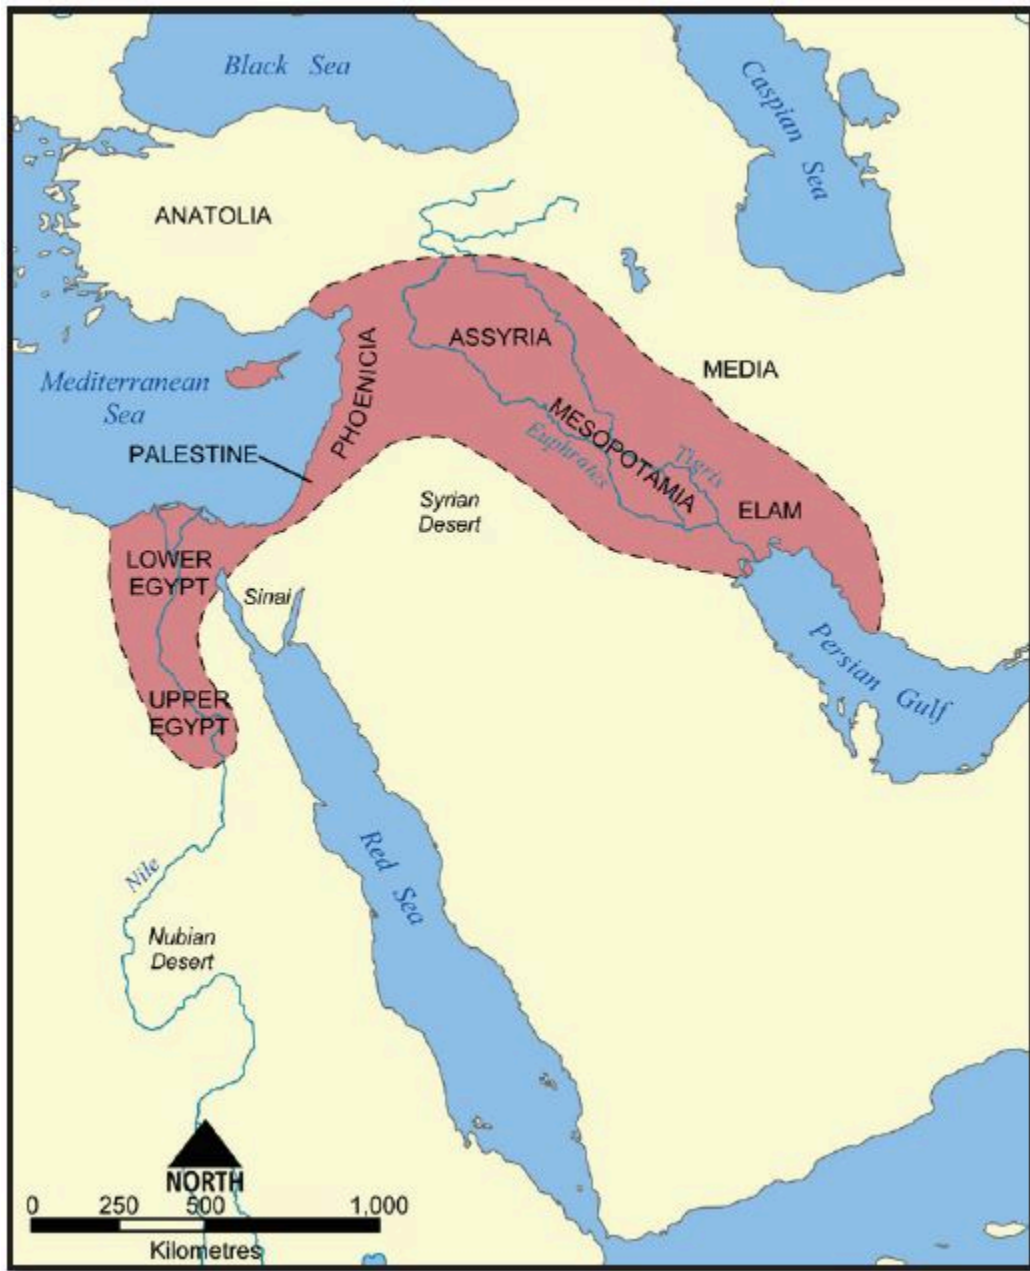 Black Sea
Caspian
Sea
ANATOLIA
ASSYRIA
MEDIA
PHOENICIA
Mediterranean
Sea
MESOPOTAMIA
Euphrates
Tigris
PALESTINE
Syrian
Desert
ELAM
LOWER
EGYPT
Sinai
Persian Gulf
UPPER
EGYPT
Red Sea
Nile
Nubian
Desert
NORTH
0 250 500 1,000
Kilometres